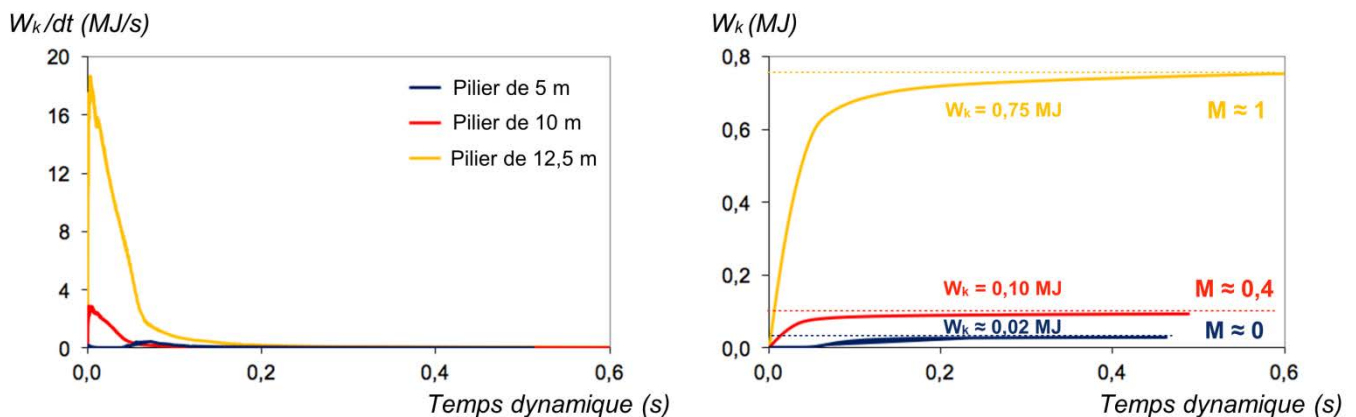 Wk/dt (MJ/s)
20
16
12
8
4
0
0,0
0,2
0,4
0,6
Temps dynamique (s)
Pilier de 5 m
Pilier de 10 m
Pilier de 12,5 m
Wk (MJ)
0,8
0,6
0,4
0,2
0,0
0,0
0,2
0,4
0,6
Temps dynamique (s)
Wk = 0,75 MJ
M ≈ 1
Wk = 0,10 MJ
M ≈ 0,4
Wk ≈ 0,02 MJ
M ≈ 0